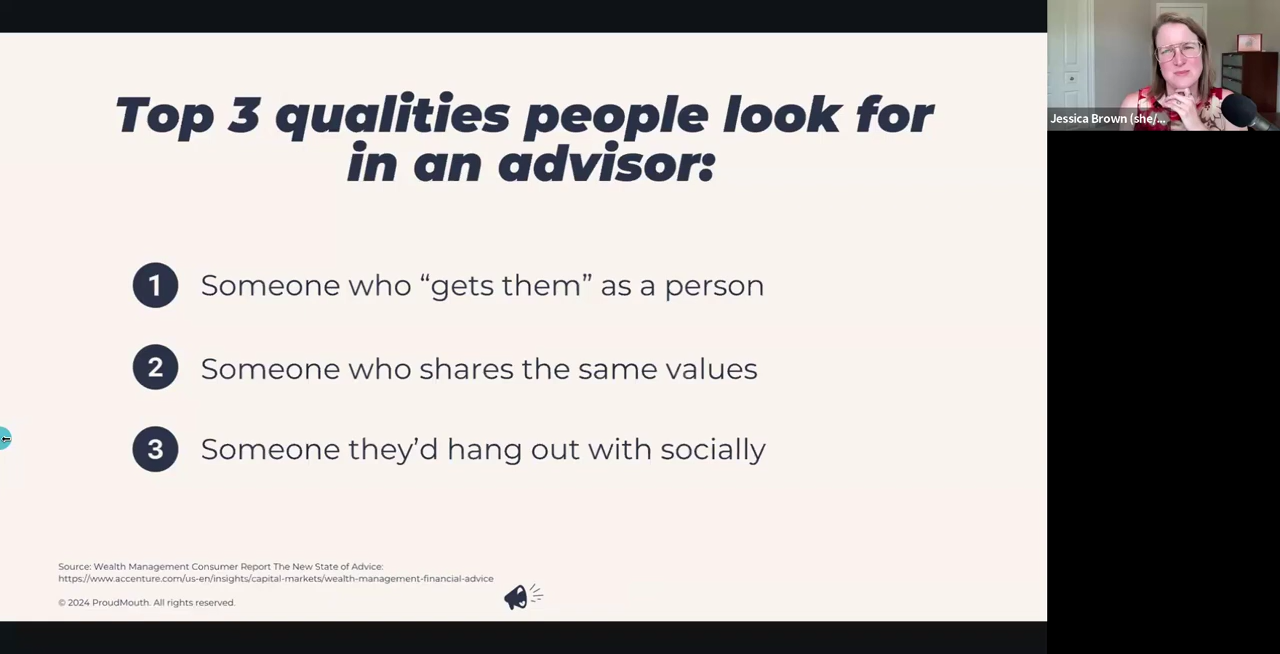 Top 3 qualities people look for
in an advisor:
1 Someone who “gets them” as a person
2 Someone who shares the same values
3 Someone they’d hang out with socially
Source: Wealth Management Consumer Report The New State of Advice:
https://www.accenture.com/us-en/insights/capital-markets/wealth-management-financial-advice
© 2024 ProudMouth. All rights reserved.
Jessica Brown (she/...